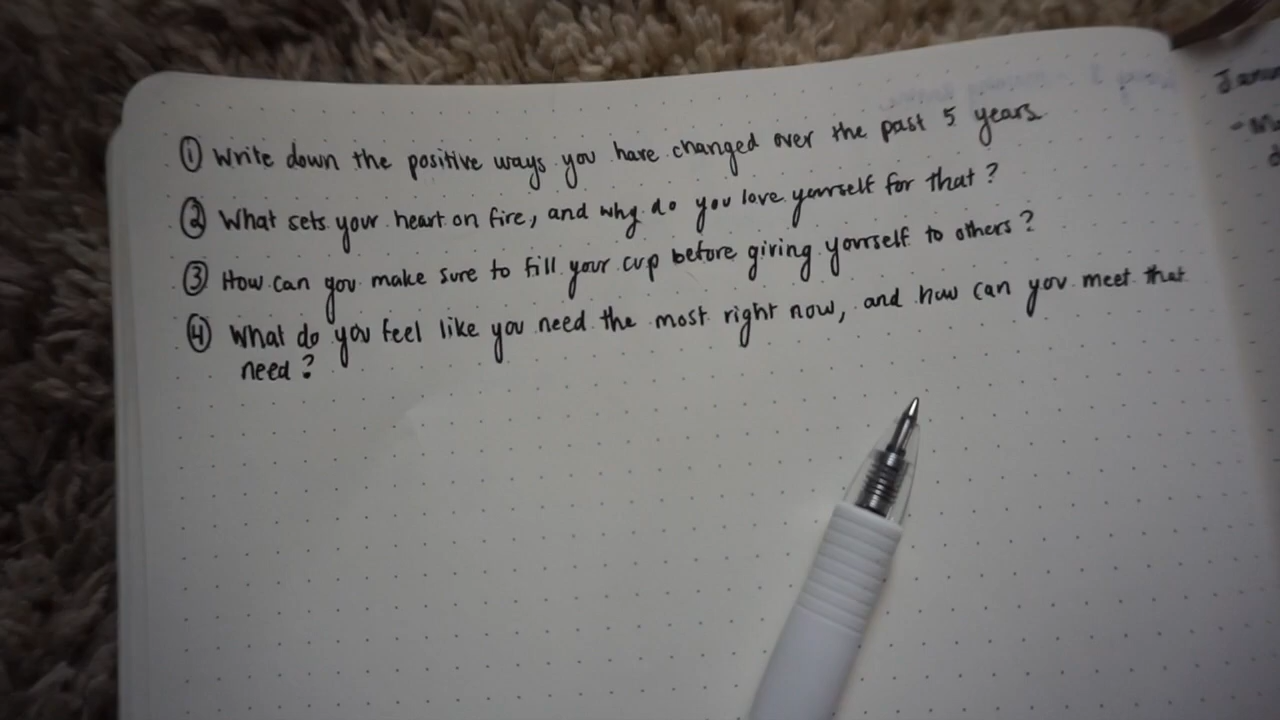 ① Write down the positive ways you have changed over the past 5 years
② What sets your heart on fire, and why do you love yourself for that?
③ How can you make sure to fill your cup before giving yourself to others?
④ What do you feel like you need the most right now, and how can you meet that
need?